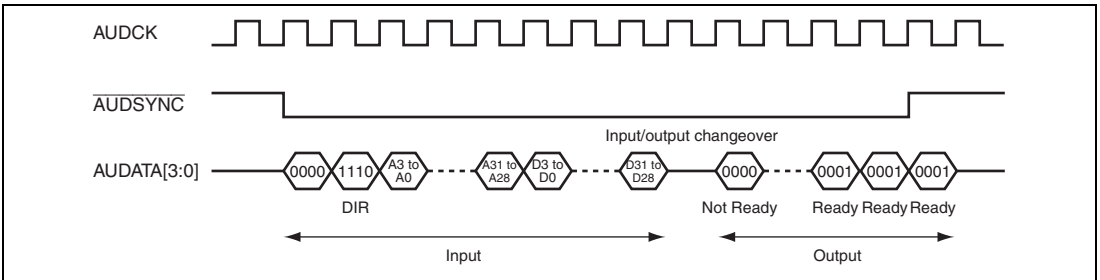 AUDCK
AUDSYNC
Input/output changeover
AUDATA[3:0]
0000
1110
A3 to
A0
A31 to
A28
D3 to
D0
D31 to
D28
0000
0001
0001
0001
DIR
Not Ready
Ready
Ready
Ready
Input
Output